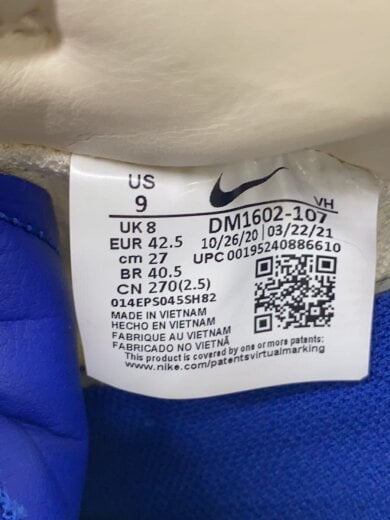 US
9
VH
UK 8
DM1602-107
EUR 42.5
10/26/20 03/22/21
cm 27
UPC 00195240886610
BR 40.5
CN 270(2.5)
014EPS045SH82
MADE IN VIETNAM
HECHO EN VIETNAM
FABRIQUE AU VIETNAM
FABRICADO NO VIETNÃ
This product is covered by one or more patents;
www.nike.com/patentsvirtualmarking